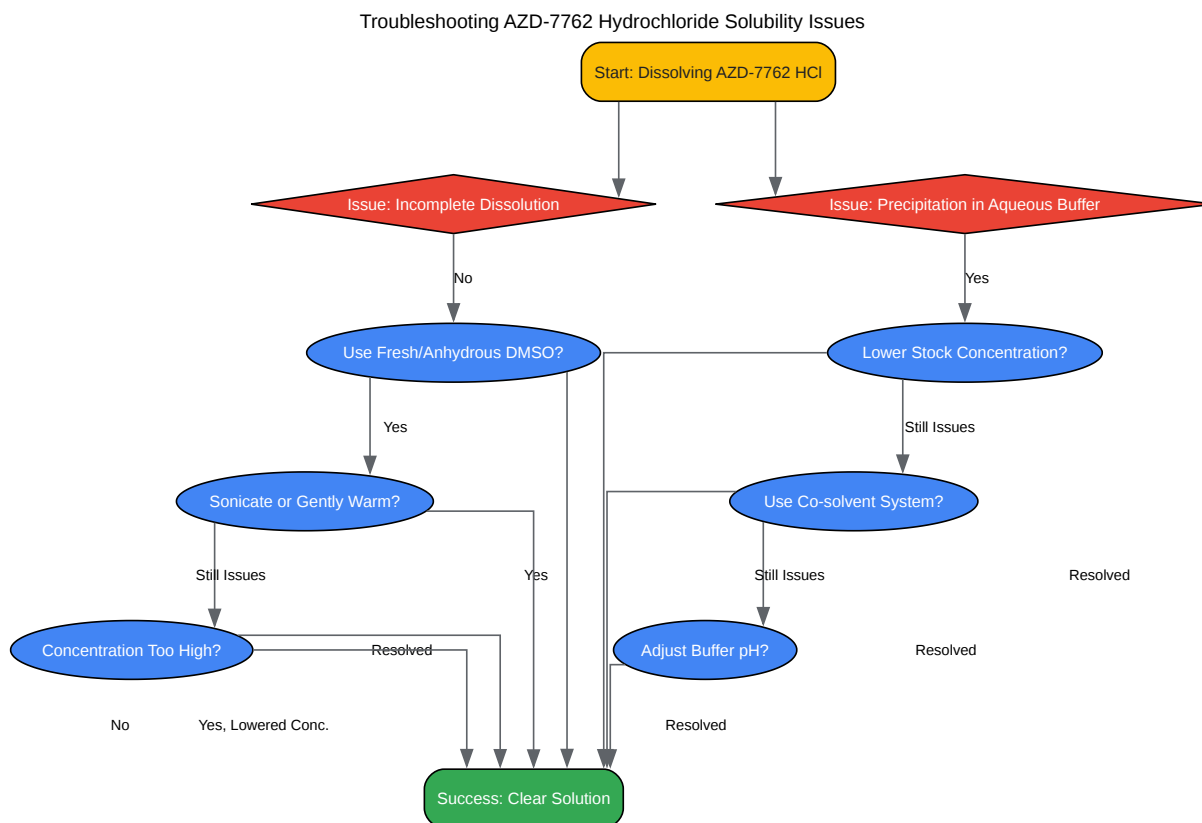 Troubleshooting AZD-7762 Hydrochloride Solubility Issues
Start: Dissolving AZD-7762 HCl
Issue: Incomplete Dissolution
Issue: Precipitation in Aqueous Buffer
No
Yes
Use Fresh/Anhydrous DMSO?
Lower Stock Concentration?
Yes
Still Issues
Sonicate or Gently Warm?
Use Co-solvent System?
Still Issues
Yes
Still Issues
Resolved
Concentration Too High?
Resolved
Adjust Buffer pH?
Resolved
No
Yes, Lowered Conc.
Resolved
Success: Clear Solution